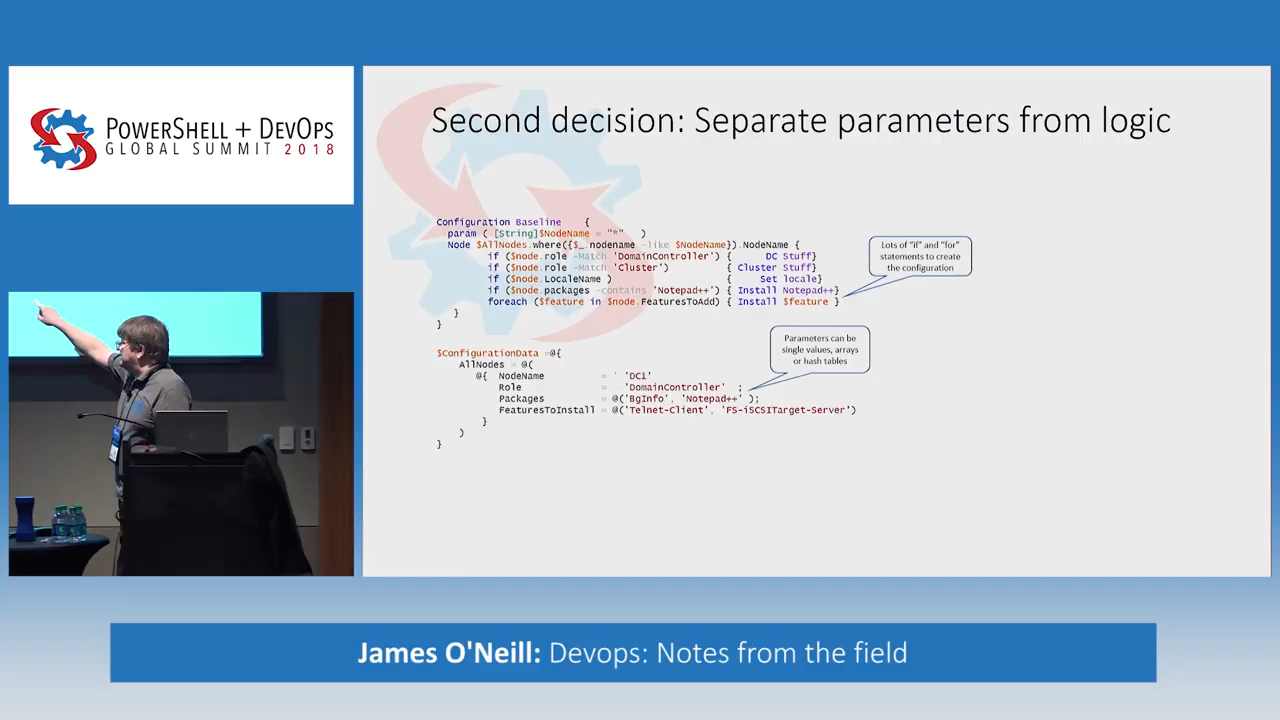 POWERSHELL + DEVOPS
GLOBAL SUMMIT 2018
Second decision: Separate parameters from logic
Configuration Baseline {
param ( [String]$NodeName = "*" )
Node $AllNodes.where({$_.nodename -like $NodeName}).NodeName {
if ($node.role -Match 'DomainController') { DC Stuff}
if ($node.role -Match 'Cluster') { Cluster Stuff}
if ($node.LocaleName ) { Set locale}
if ($node.packages -contains 'Notepad++') { Install Notepad++}
foreach ($feature in $node.FeaturesToAdd) { Install $feature }
}
}
Lots of "if" and "for"
statements to create
the configuration
$ConfigurationData =@{
AllNodes = @(
@{ NodeName = ' 'DC1'
Role = 'DomainController' ;
Packages = @('BgInfo', 'Notepad++' );
FeaturesToInstall = @('Telnet-Client', 'FS-iSCSITarget-Server')
}
)
}
Parameters can be
single values, arrays
or hash tables
James O'Neill: Devops: Notes from the field